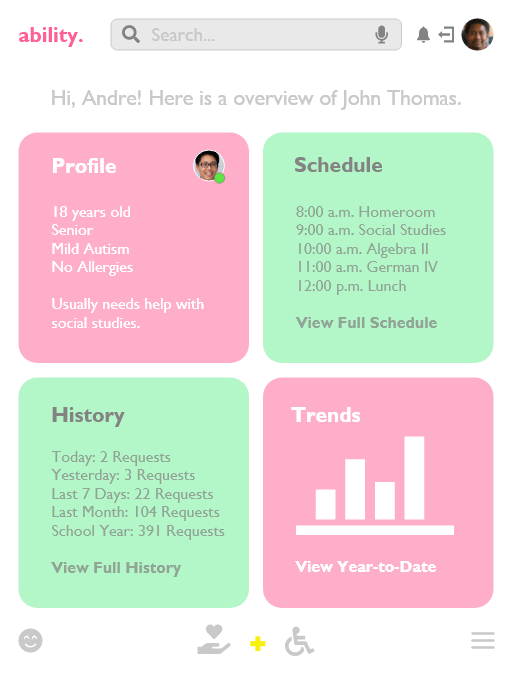 ability.
Search...
Hi, Andre! Here is a overview of John Thomas.
Profile
18 years old
Senior
Mild Autism
No Allergies
Usually needs help with
social studies.
Schedule
8:00 a.m. Homeroom
9:00 a.m. Social Studies
10:00 a.m. Algebra II
11:00 a.m. German IV
12:00 p.m. Lunch
View Full Schedule
History
Today: 2 Requests
Yesterday: 3 Requests
Last 7 Days: 22 Requests
Last Month: 104 Requests
School Year: 391 Requests
View Full History
Trends
View Year-to-Date